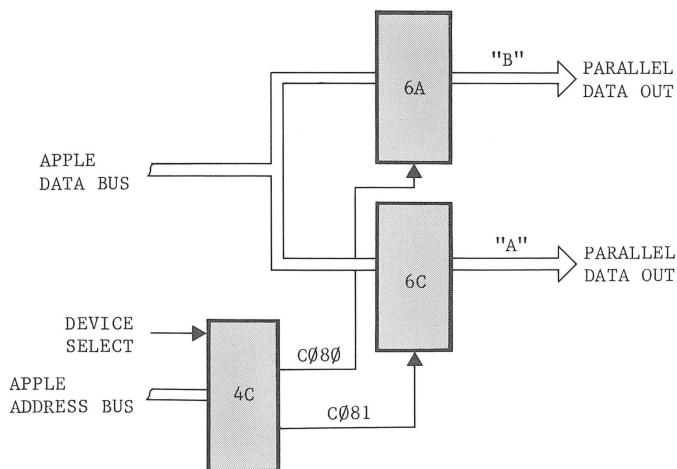 "B"
PARALLEL
DATA OUT
6A
APPLE
DATA BUS
"A"
PARALLEL
DATA OUT
6C
DEVICE
SELECT
CØ8Ø
APPLE
ADDRESS BUS
4C
CØ81